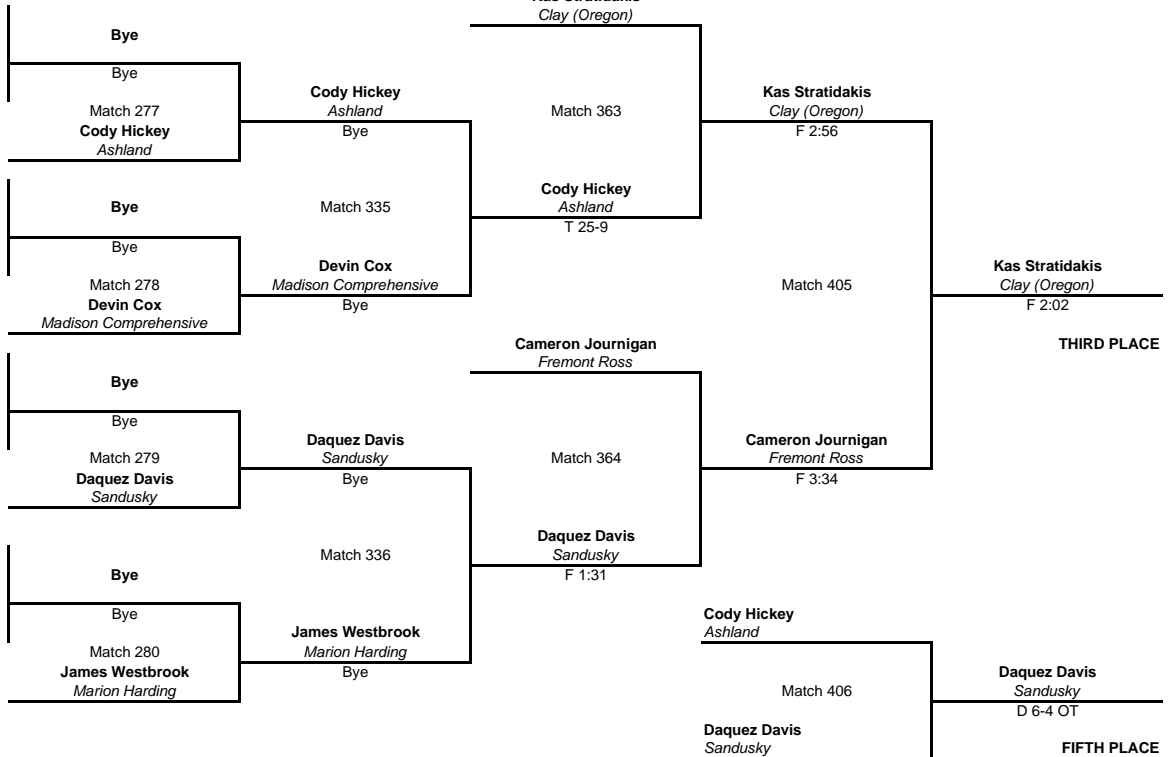 Bye
Bye
Match 277
Cody Hickey
Ashland
Bye
Bye
Match 278
Devin Cox
Madison Comprehensive
Bye
Bye
Match 279
Daquez Davis
Sandusky
Bye
Bye
Match 280
James Westbrook
Marion Harding
Cody Hickey
Ashland
Bye
Match 335
Devin Cox
Madison Comprehensive
Bye
Daquez Davis
Sandusky
Bye
Match 336
James Westbrook
Marion Harding
Bye
Kas Stratidakis
Clay (Oregon)
Match 363
Cody Hickey
Ashland
T 25-9
Cameron Journigan
Fremont Ross
Match 364
Daquez Davis
Sandusky
F 1:31
Kas Stratidakis
Clay (Oregon)
F 2:56
Match 405
Cameron Journigan
Fremont Ross
F 3:34
Kas Stratidakis
Clay (Oregon)
F 2:02
THIRD PLACE
Cody Hickey
Ashland
Match 406
Daquez Davis
Sandusky
Daquez Davis
Sandusky
D 6-4 OT
FIFTH PLACE